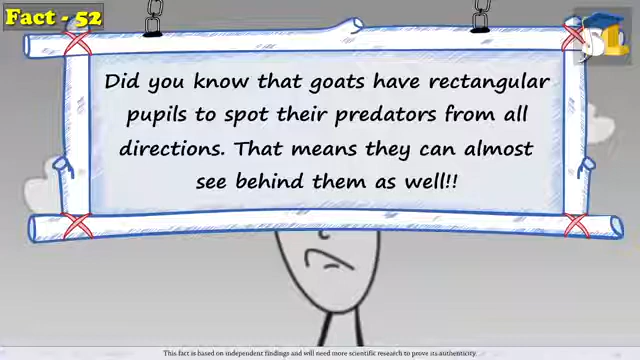 Fact - 52
SL
Did you know that goats have rectangular
pupils to spot their predators from all
directions. That means they can almost
see behind them as well!!
This fact is based on independent findings and will need more scientific research to prove its authenticity.